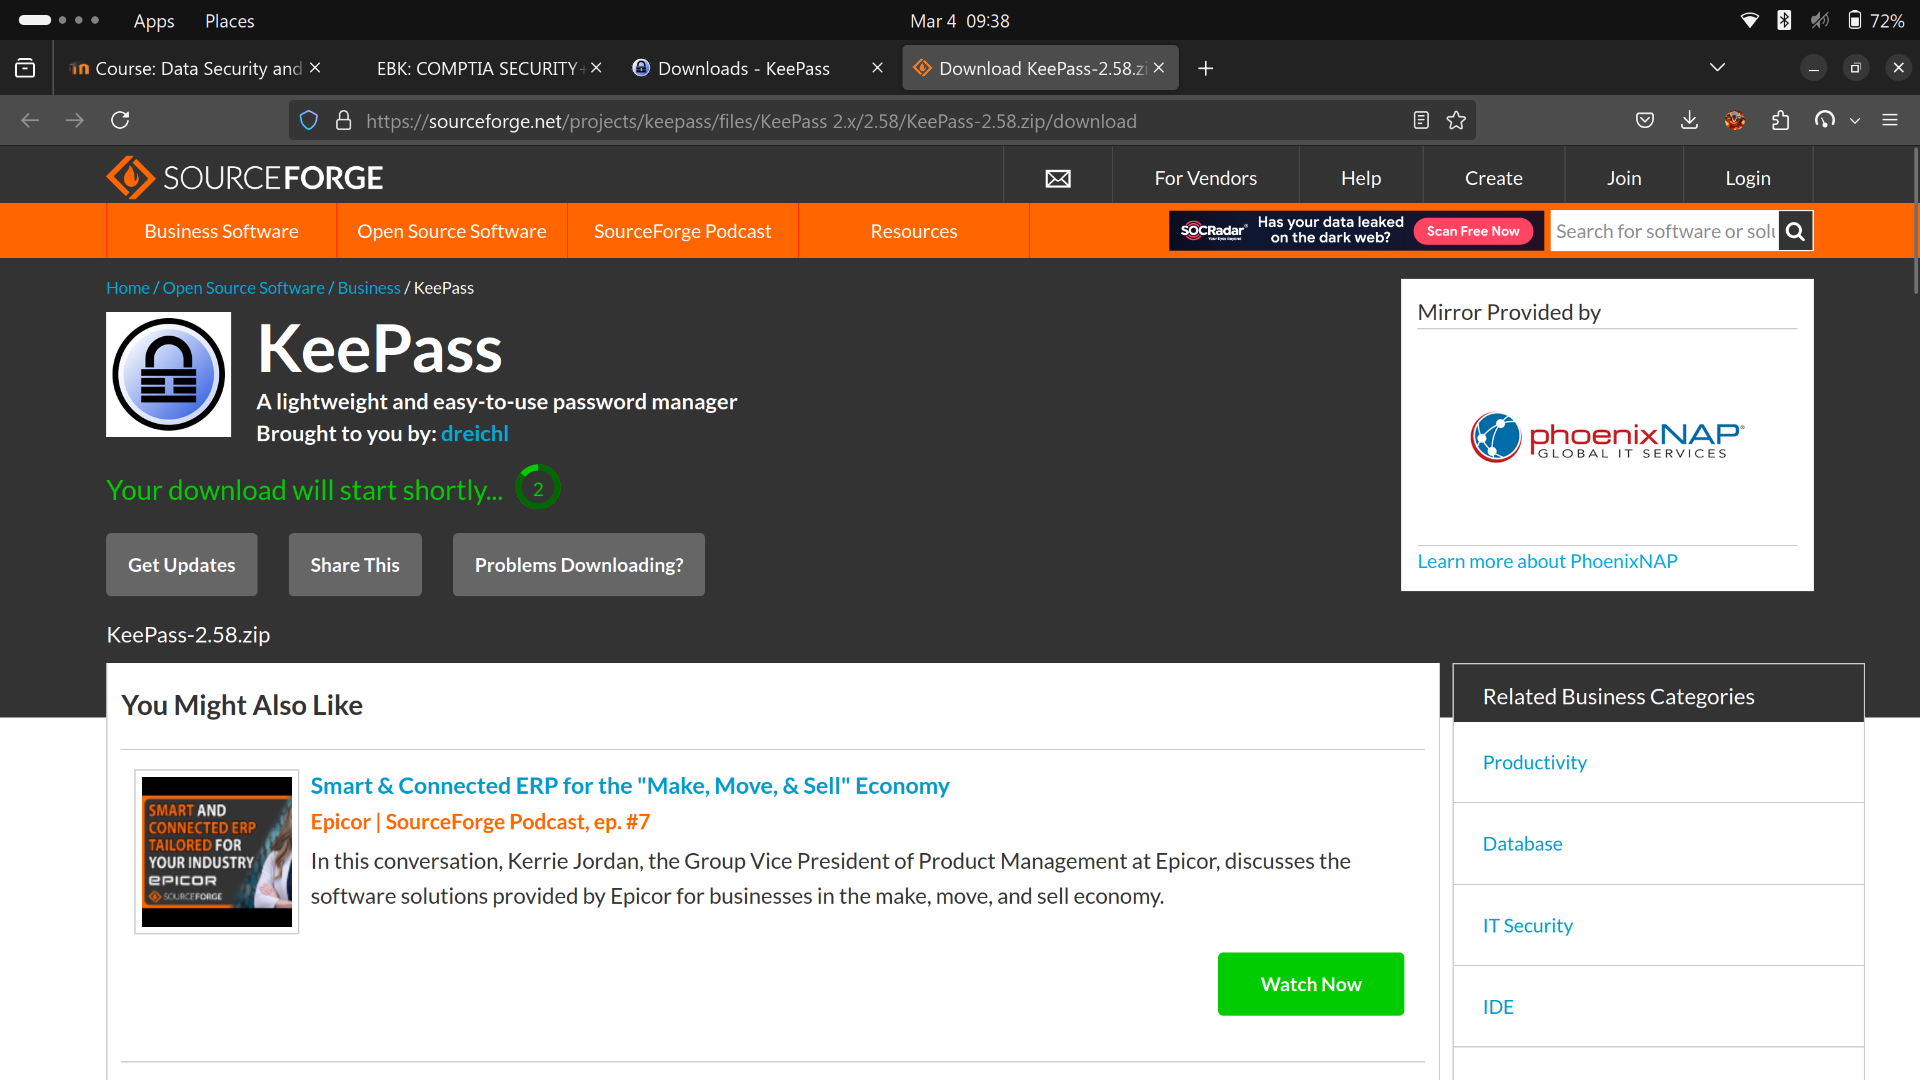 Apps Places Mar 4 09:38 72%
Course: Data Security and EBK: COMPTIA SECURITY+ Downloads - KeePass Download KeePass-2.58.zi
https://sourceforge.net/projects/keepass/files/KeePass 2.x/2.58/KeePass-2.58.zip/download
SOURCEFORGE For Vendors Help Create Join Login
Business Software Open Source Software SourceForge Podcast Resources
SOCRadar Has your data leaked
on the dark web? Scan Free Now
Search for software or solu
Home / Open Source Software / Business / KeePass
KeePass
A lightweight and easy-to-use password manager
Brought to you by: dreichl
Your download will start shortly... 2
Get Updates Share This Problems Downloading?
KeePass-2.58.zip
Mirror Provided by
phoenixNAP
GLOBAL IT SERVICES
Learn more about PhoenixNAP
You Might Also Like
SMART AND
CONNECTED ERP
TAILORED FOR
YOUR INDUSTRY
EPICOR
SOURCEFORGE
Smart & Connected ERP for the "Make, Move, & Sell" Economy
Epicor | SourceForge Podcast, ep. #7
In this conversation, Kerrie Jordan, the Group Vice President of Product Management at Epicor, discusses the
software solutions provided by Epicor for businesses in the make, move, and sell economy.
Watch Now
Related Business Categories
Productivity
Database
IT Security
IDE